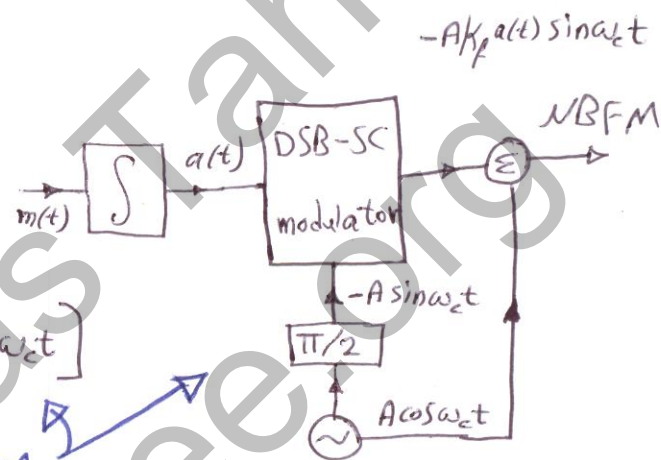 -AK_f a(t) sinω_c t
NBFM
DSB-SC
a(t)
∫
Σ
m(t)
modulator
-A sinω_c t
ω_c t]
π/2
A cosω_c t
~